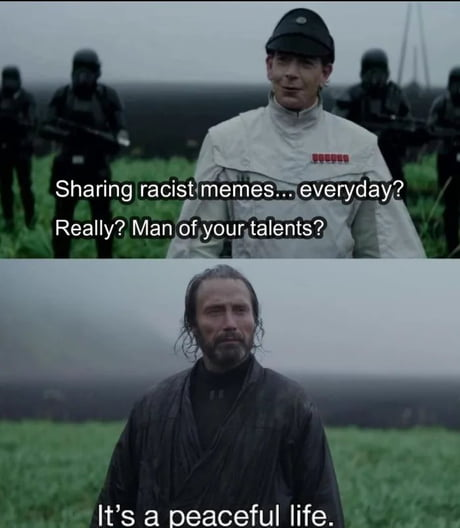 Sharing racist memes... everyday?
Really? Man of your talents?
It's a peaceful life.